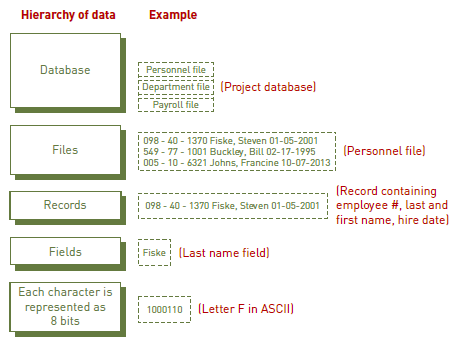 Hierarchy of data
Example
Database
Personnel file
Department file
Payroll file
(Project database)
Files
098 - 40 - 1370 Fiske, Steven 01-05-2001
549 - 77 - 1001 Buckley, Bill 02-17-1995
005 - 10 - 6321 Johns, Francine 10-07-2013
(Personnel file)
Records
098 - 40 - 1370 Fiske, Steven 01-05-2001
(Record containing
employee #, last and
first name, hire date)
Fields
Fiske
(Last name field)
Each character is
represented as
8 bits
1000110
(Letter F in ASCII)